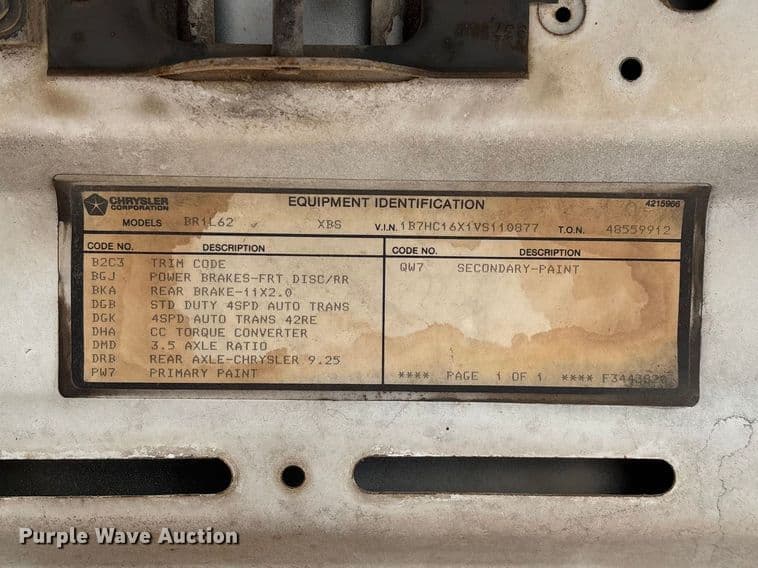 CHRYSLER
CORPORATION
EQUIPMENT IDENTIFICATION
4215966
MODELS BR1L62 XBS V.I.N. 1B7HC16X1VS110877 T.O.N. 48559912
CODE NO. DESCRIPTION
B2C3 TRIM CODE
BGJ POWER BRAKES-FRT DISC/RR
BKA REAR BRAKE-11X2.0
DGB STD DUTY 4SPD AUTO TRANS
DGK 4SPD AUTO TRANS 42RE
DHA CC TORQUE CONVERTER
DMD 3.5 AXLE RATIO
DRB REAR AXLE-CHRYSLER 9.25
PW7 PRIMARY PAINT
CODE NO. DESCRIPTION
QW7 SECONDARY-PAINT
**** PAGE 1 OF 1 ****
Purple Wave Auction